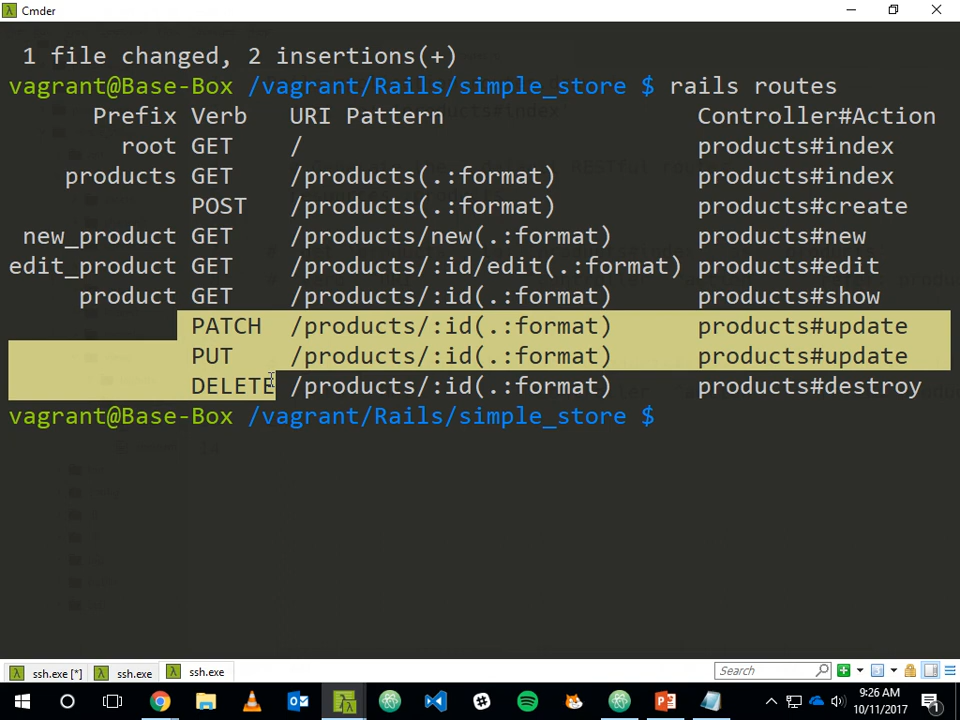 Cmder
1 file changed, 2 insertions(+)
vagrant@Base-Box /vagrant/Rails/simple_store $ rails routes
Prefix Verb URI Pattern Controller#Action
root GET / products#index
products GET /products(.:format) products#index
POST /products(.:format) products#create
new_product GET /products/new(.:format) products#new
edit_product GET /products/:id/edit(.:format) products#edit
product GET /products/:id(.:format) products#show
PATCH /products/:id(.:format) products#update
PUT /products/:id(.:format) products#update
DELETE /products/:id(.:format) products#destroy
vagrant@Base-Box /vagrant/Rails/simple_store $
ssh.exe [*] ssh.exe ssh.exe Search
9:26 AM
10/11/2017 1